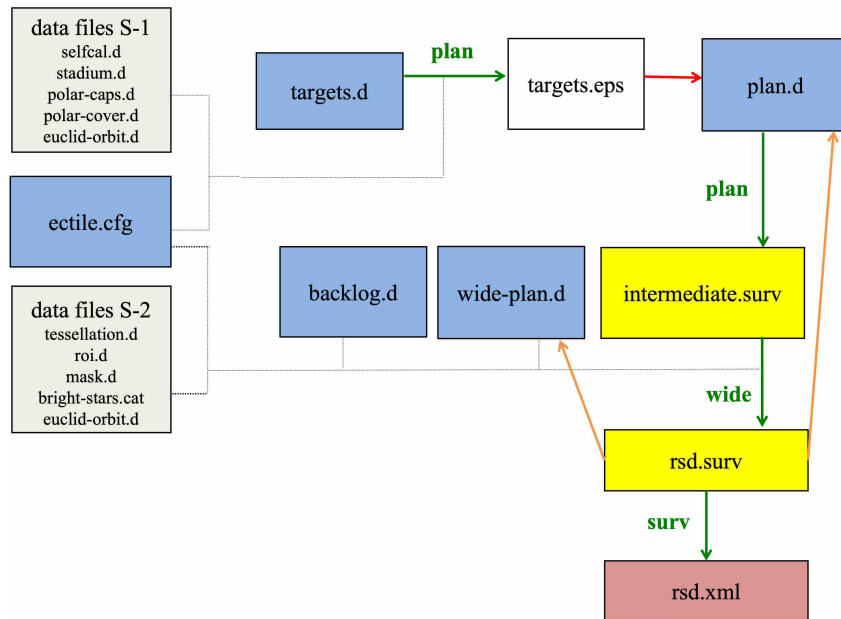 data files S-1
selfcal.d
stadium.d
polar-caps.d
polar-cover.d
euclid-orbit.d
plan
targets.d
targets.eps
plan.d
ectile.cfg
plan
data files S-2
tessellation.d
roi.d
mask.d
bright-stars.cat
euclid-orbit.d
backlog.d
wide-plan.d
intermediate.surv
wide
rsd.surv
surv
rsd.xml